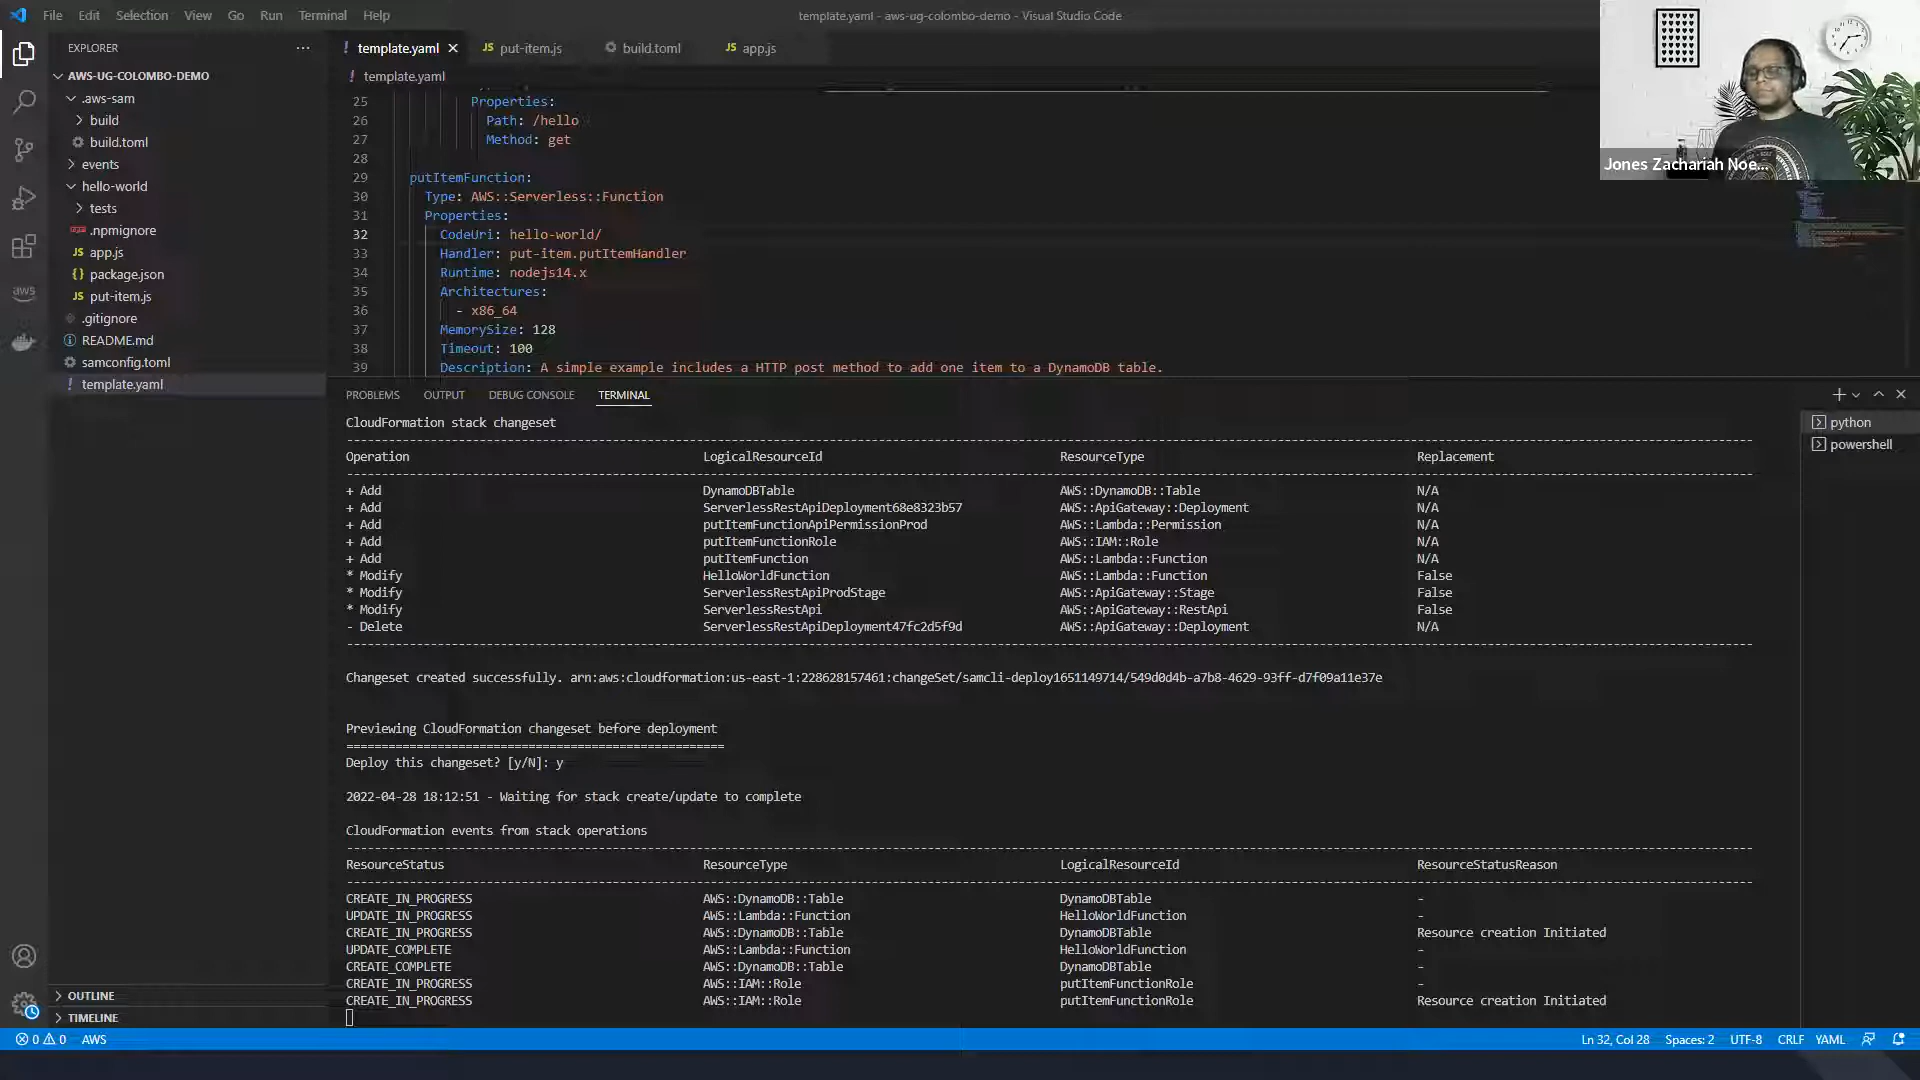 File Edit Selection View Go Run Terminal Help
template.yaml - aws-ug-colombo-demo - Visual Studio Code
EXPLORER
AWS-UG-COLOMBO-DEMO
.aws-sam
build
build.toml
events
hello-world
tests
.npmignore
app.js
package.json
put-item.js
.gitignore
README.md
samconfig.toml
template.yaml
OUTLINE
TIMELINE
aws
template.yaml put-item.js build.toml app.js
template.yaml
25 Properties:
26 Path: /hello
27 Method: get
28
29 putItemFunction:
30 Type: AWS::Serverless::Function
31 Properties:
32 CodeUri: hello-world/
33 Handler: put-item.putItemHandler
34 Runtime: nodejs14.x
35 Architectures:
36 - x86_64
37 MemorySize: 128
38 Timeout: 100
39 Description: A simple example includes a HTTP post method to add one item to a DynamoDB table.
Jones Zachariah Noe...
PROBLEMS OUTPUT DEBUG CONSOLE TERMINAL
python
powershell
CloudFormation stack changeset
Operation LogicalResourceId ResourceType Replacement
+ Add DynamoDBTable AWS::DynamoDB::Table N/A
+ Add ServerlessRestApiDeployment68e8323b57 AWS::ApiGateway::Deployment N/A
+ Add putItemFunctionApiPermissionProd AWS::Lambda::Permission N/A
+ Add putItemFunctionRole AWS::IAM::Role N/A
+ Add putItemFunction AWS::Lambda::Function N/A
* Modify HelloWorldFunction AWS::Lambda::Function False
* Modify ServerlessRestApiProdStage AWS::ApiGateway::Stage False
* Modify ServerlessRestApi AWS::ApiGateway::RestApi False
- Delete ServerlessRestApiDeployment47fc2d5f9d AWS::ApiGateway::Deployment N/A
Changeset created successfully. arn:aws:cloudformation:us-east-1:228628157461:changeSet/samcli-deploy1651149714/549d0d4b-a7b8-4629-93ff-d7f09a11e37e
Previewing CloudFormation changeset before deployment
======================================================
Deploy this changeset? [y/N]: y
2022-04-28 18:12:51 - Waiting for stack create/update to complete
CloudFormation events from stack operations
ResourceStatus ResourceType LogicalResourceId ResourceStatusReason
CREATE_IN_PROGRESS AWS::DynamoDB::Table DynamoDBTable -
UPDATE_IN_PROGRESS AWS::Lambda::Function HelloWorldFunction -
CREATE_IN_PROGRESS AWS::DynamoDB::Table DynamoDBTable Resource creation Initiated
UPDATE_COMPLETE AWS::Lambda::Function HelloWorldFunction -
CREATE_COMPLETE AWS::DynamoDB::Table DynamoDBTable -
CREATE_IN_PROGRESS AWS::IAM::Role putItemFunctionRole -
CREATE_IN_PROGRESS AWS::IAM::Role putItemFunctionRole Resource creation Initiated
0 0 AWS
Ln 32, Col 28 Spaces: 2 UTF-8 CRLF YAML